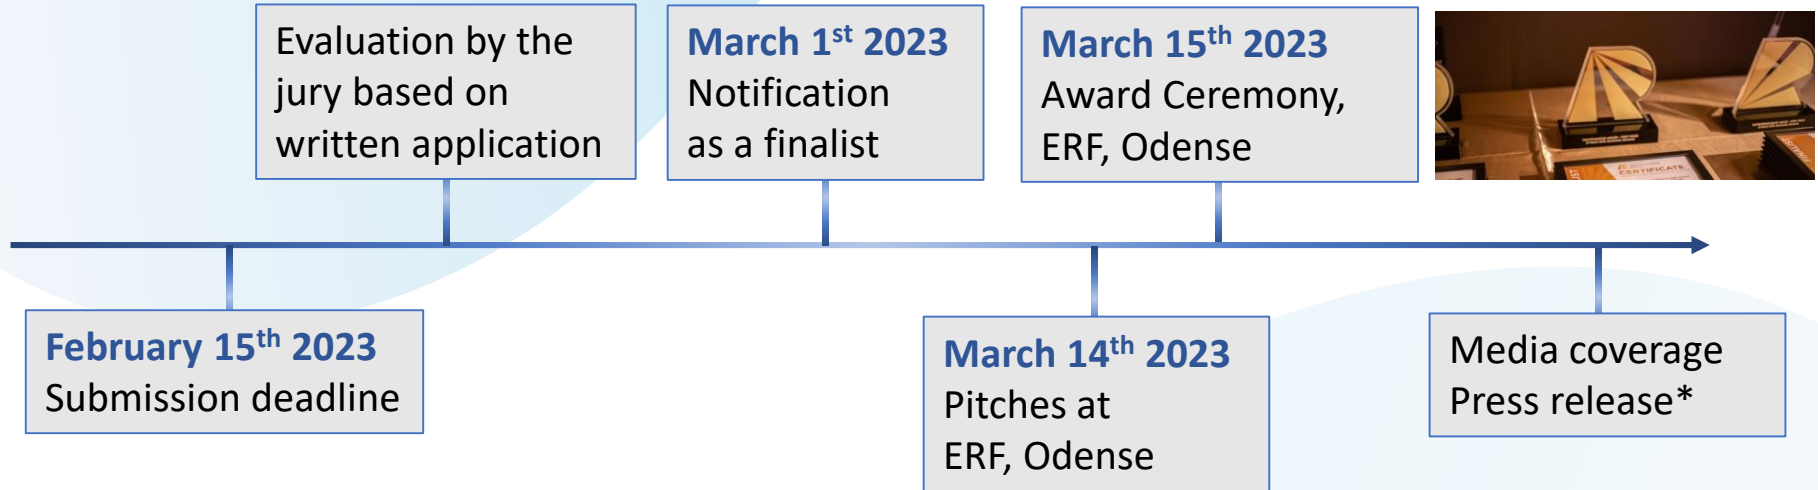 Evaluation by the
jury based on
written application
March 1st 2023
Notification
as a finalist
March 15th 2023
Award Ceremony,
ERF, Odense
CERTIFICATE
February 15th 2023
Submission deadline
March 14th 2023
Pitches at
ERF, Odense
Media coverage
Press release*